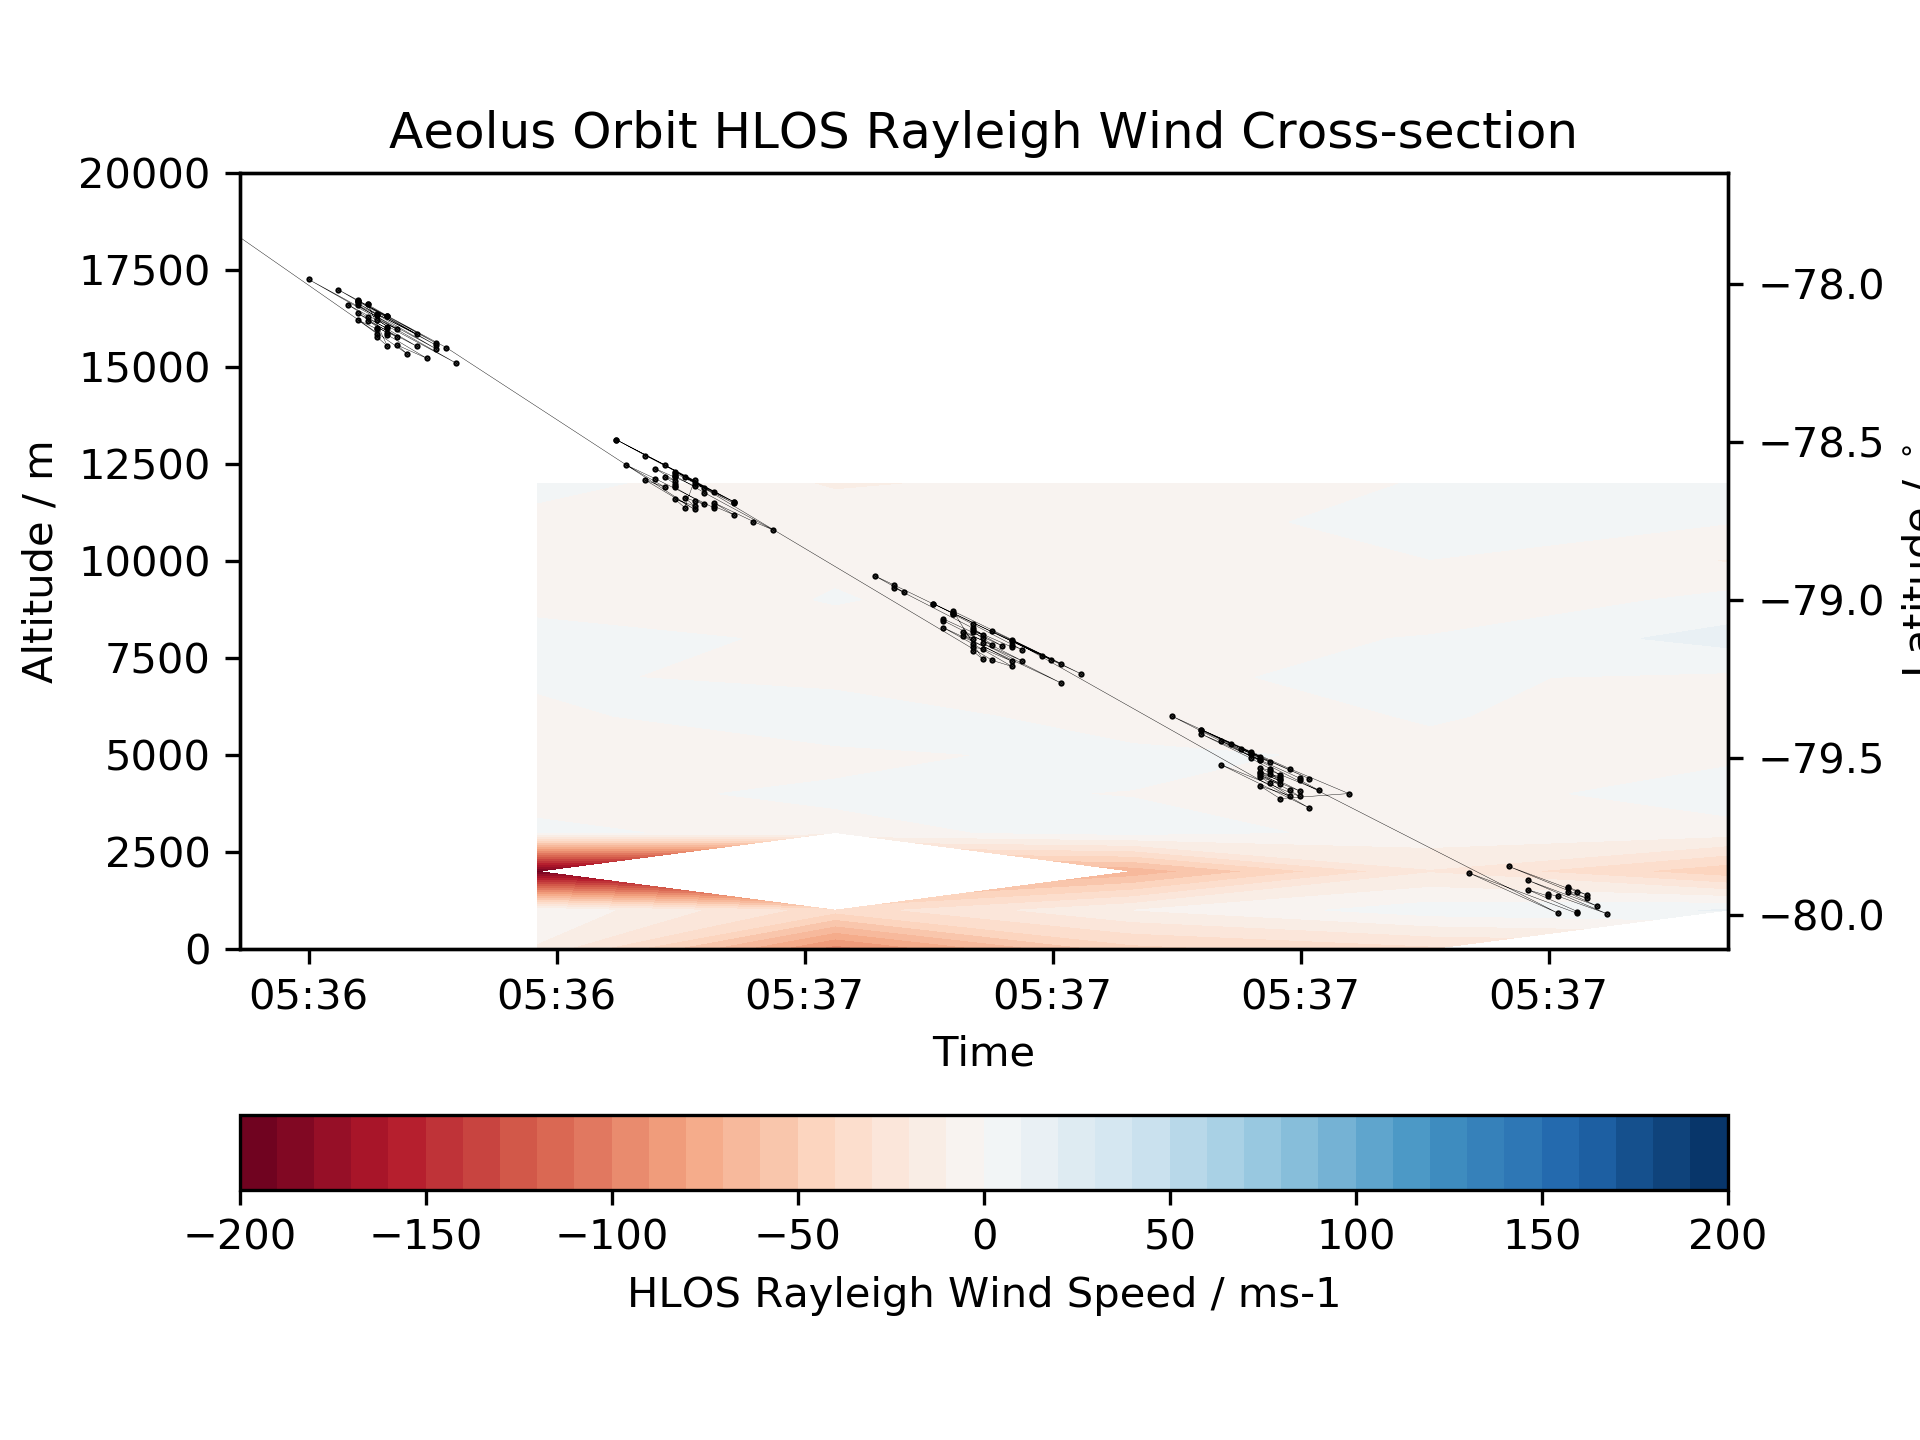 Aeolus Orbit HLOS Rayleigh Wind Cross-section
20000
17500
15000
12500
10000
7500
5000
2500
0
Altitude / m
−78.0
−78.5
−79.0
−79.5
−80.0
Latitude / °
05:36 05:36 05:37 05:37 05:37 05:37
Time
−200 −150 −100 −50 0 50 100 150 200
HLOS Rayleigh Wind Speed / ms-1